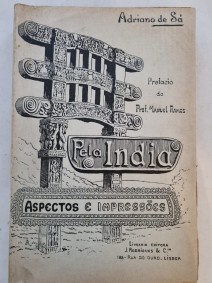 Adriano de Sá
Prefacio do
Prof. Manuel Ramos
Pela India
ASPECTOS E IMPRESSÕES
LIVRARIA EDITORA
J. RODRIGUES & C.ª
186-RUA DO OURO, LISBOA